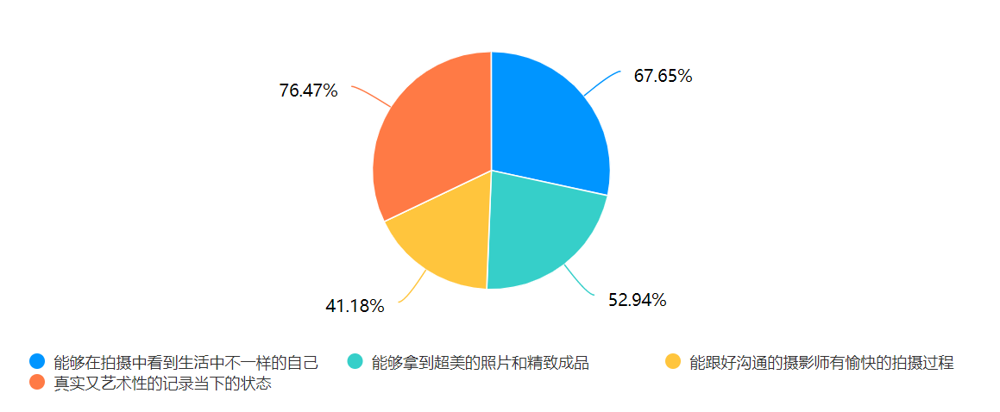 67.65%
76.47%
52.94%
41.18%
能够在拍摄中看到生活中不一样的自己
能够拿到超美的照片和精致成品
能跟好沟通的摄影师有愉快的拍摄过程
真实又艺术性的记录当下的状态